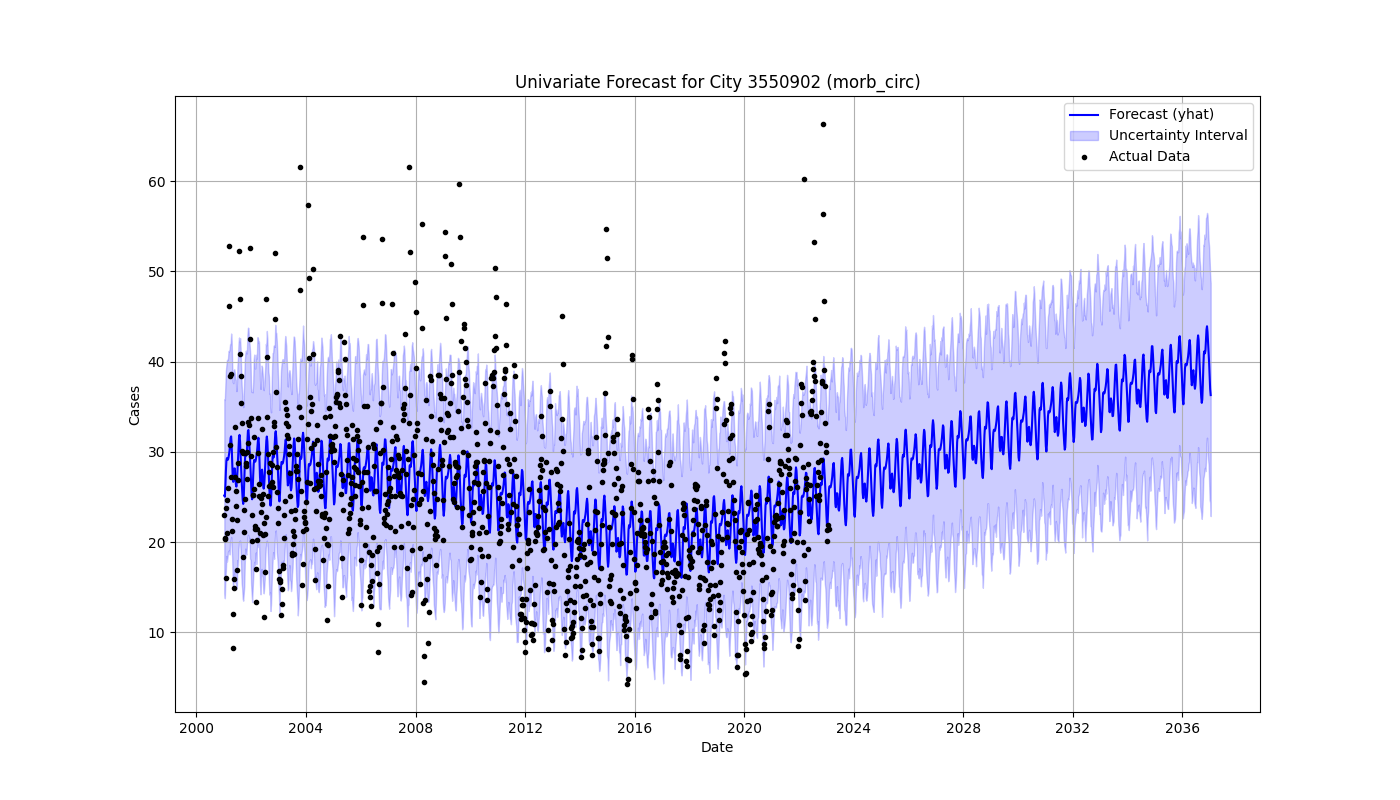 Univariate Forecast for City 3550902 (morb_circ)
Forecast (yhat)
Uncertainty Interval
Actual Data
Cases
60
50
40
30
20
10
2000 2004 2008 2012 2016 2020 2024 2028 2032 2036
Date